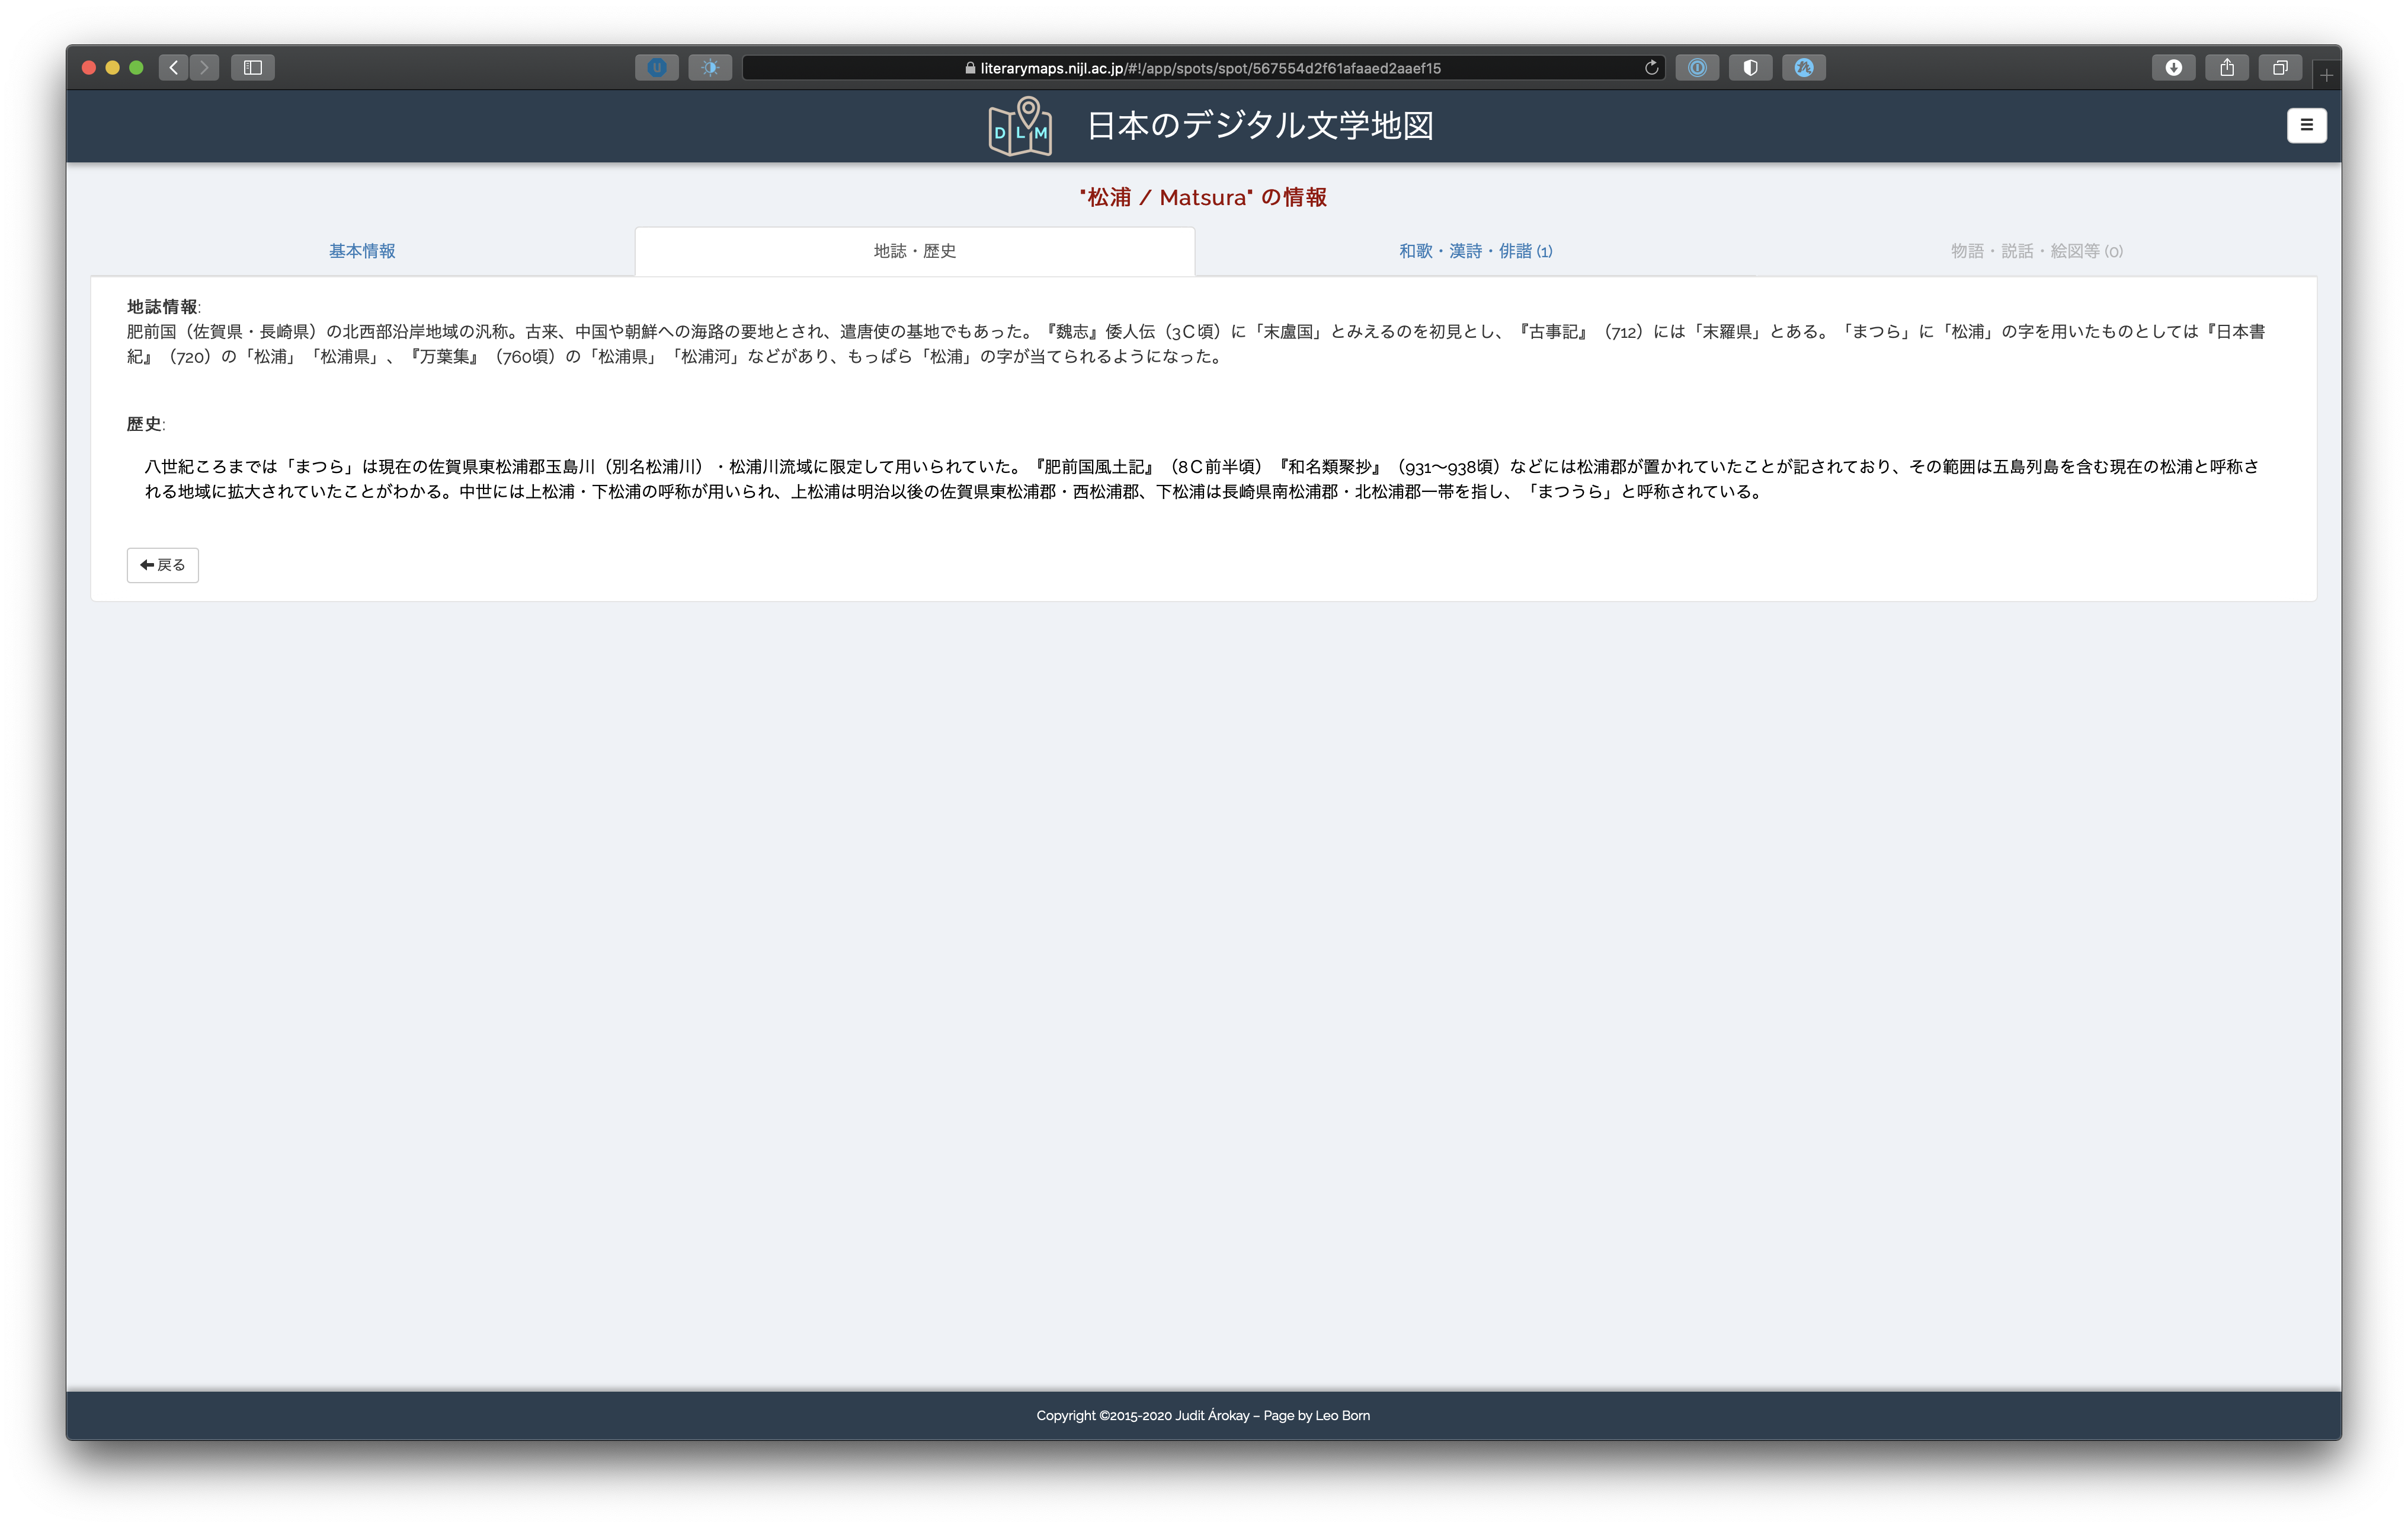 literarymaps.nijl.ac.jp/#!/app/spots/spot/567554d2f61afaaed2aaef15
D L M
日本のデジタル文学地図
"松浦 / Matsura" の情報
基本情報
地誌・歴史
和歌・漢詩・俳諧 (1)
物語・説話・絵図等 (0)
地誌情報:
肥前国（佐賀県・長崎県）の北西部沿岸地域の汎称。古来、中国や朝鮮への海路の要地とされ、遣唐使の基地でもあった。『魏志』倭人伝（3C頃）に「末盧国」とみえるのを初見とし、『古事記』（712）には「末羅県」とある。「まつら」に「松浦」の字を用いたものとしては『日本書
紀』（720）の「松浦」「松浦県」、『万葉集』（760頃）の「松浦県」「松浦河」などがあり、もっぱら「松浦」の字が当てられるようになった。
歴史:
八世紀ころまでは「まつら」は現在の佐賀県東松浦郡玉島川（別名松浦川）・松浦川流域に限定して用いられていた。『肥前国風土記』（8C前半頃）『和名類聚抄』（931〜938頃）などには松浦郡が置かれていたことが記されており、その範囲は五島列島を含む現在の松浦と呼称さ
れる地域に拡大されていたことがわかる。中世には上松浦・下松浦の呼称が用いられ、上松浦は明治以後の佐賀県東松浦郡・西松浦郡、下松浦は長崎県南松浦郡・北松浦郡一帯を指し、「まつうら」と呼称されている。
戻る
Copyright ©2015-2020 Judit Árokay – Page by Leo Born